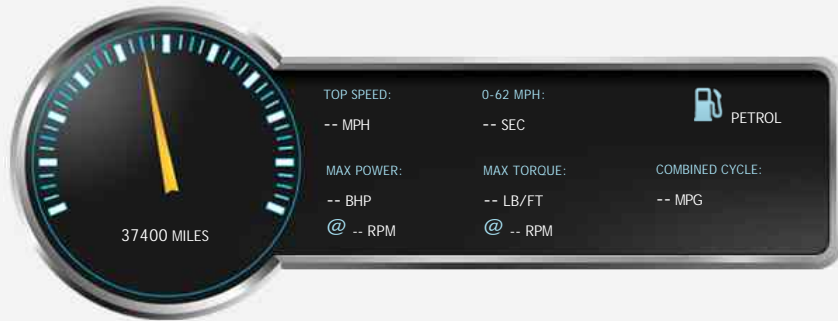 37400 MILES
TOP SPEED:
-- MPH
0-62 MPH:
-- SEC
PETROL
MAX POWER:
-- BHP
@ -- RPM
MAX TORQUE:
-- LB/FT
@ -- RPM
COMBINED CYCLE:
-- MPG